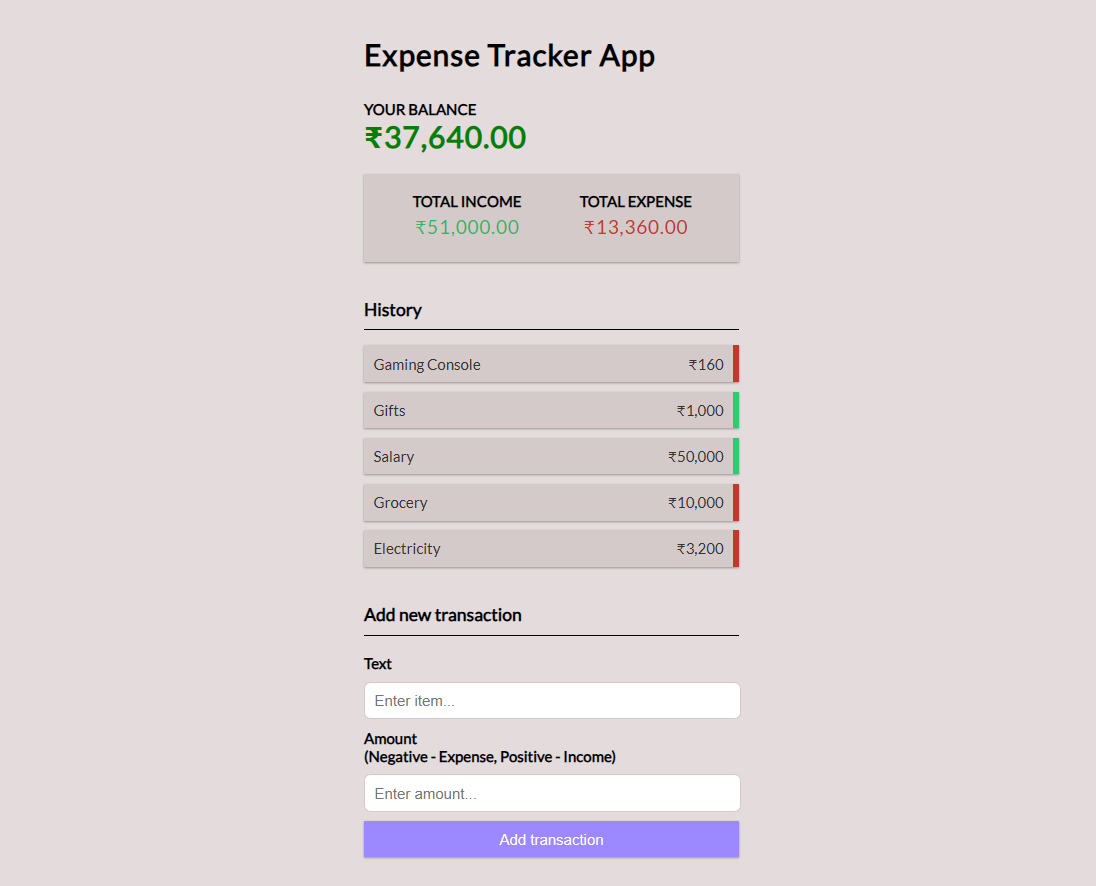 Expense Tracker App
YOUR BALANCE
₹37,640.00
TOTAL INCOME TOTAL EXPENSE
₹51,000.00 ₹13,360.00
History
Gaming Console ₹160
Gifts ₹1,000
Salary ₹50,000
Grocery ₹10,000
Electricity ₹3,200
Add new transaction
Text
Enter item...
Amount
(Negative - Expense, Positive - Income)
Enter amount...
Add transaction